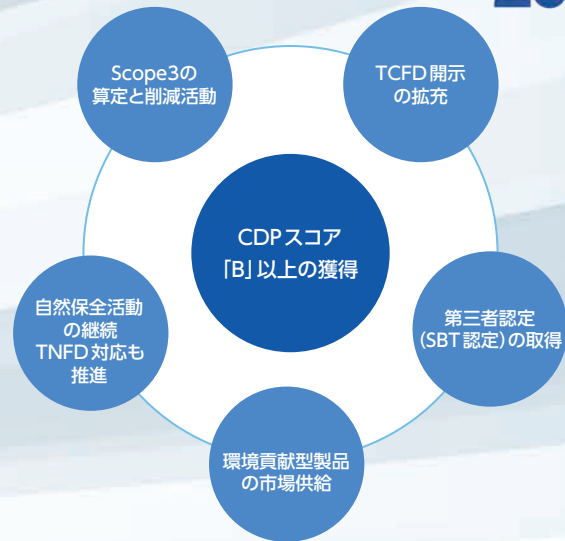 Scope3の
算定と削減活動
TCFD開示
の拡充
CDPスコア
「B」以上の獲得
自然保全活動
の継続
TNFD対応も
推進
第三者認定
(SBT認定)の取得
環境貢献型製品
の市場供給